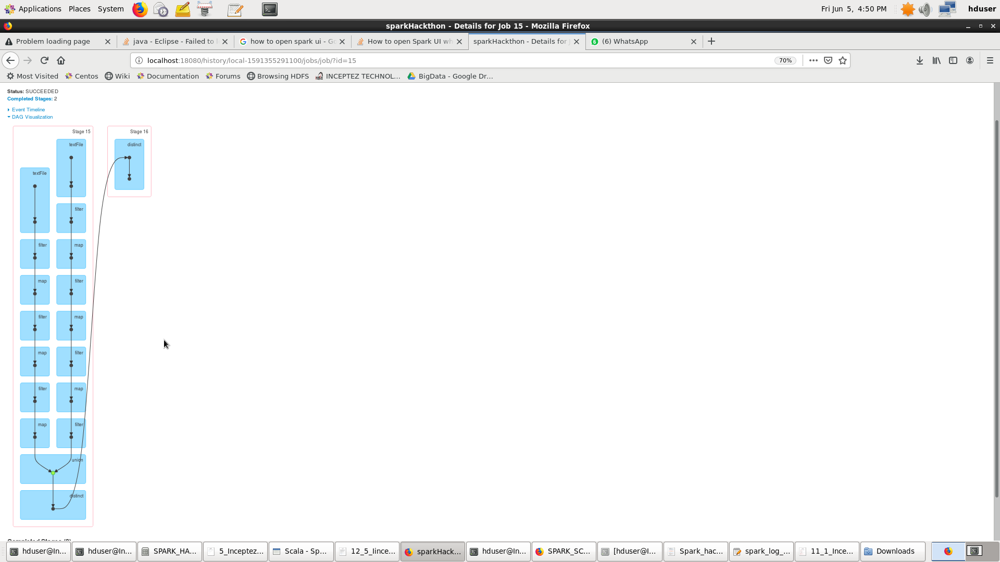 Applications Places System
Fri Jun 5, 4:50 PM hduser
sparkHackthon - Details for Job 15 - Mozilla Firefox
Problem loading page
java - Eclipse - Failed to l
how to open spark ui - Go
How to open Spark UI wh
sparkHackthon - Details for J
6 (6) WhatsApp
localhost:18080/history/local-1591355291100/jobs/job/?id=15
70%
Most Visited Centos Wiki Documentation Forums Browsing HDFS INCEPTEZ TECHNOL... BigData - Google Dr...
Status: SUCCEEDED
Completed Stages: 2
Event Timeline
DAG Visualization
Stage 15 Stage 16
textFile distinct
textFile
filter
filter map
map filter
filter map
map filter
filter map
map filter
union
distinct
hduser@In... hduser@In... SPARK_HA... 5_Inceptez... Scala - Sp... 12_5_Iince... sparkHack... hduser@In... SPARK_SC... [hduser@I... Spark_hac... spark_log_... 11_1_Ince... Downloads